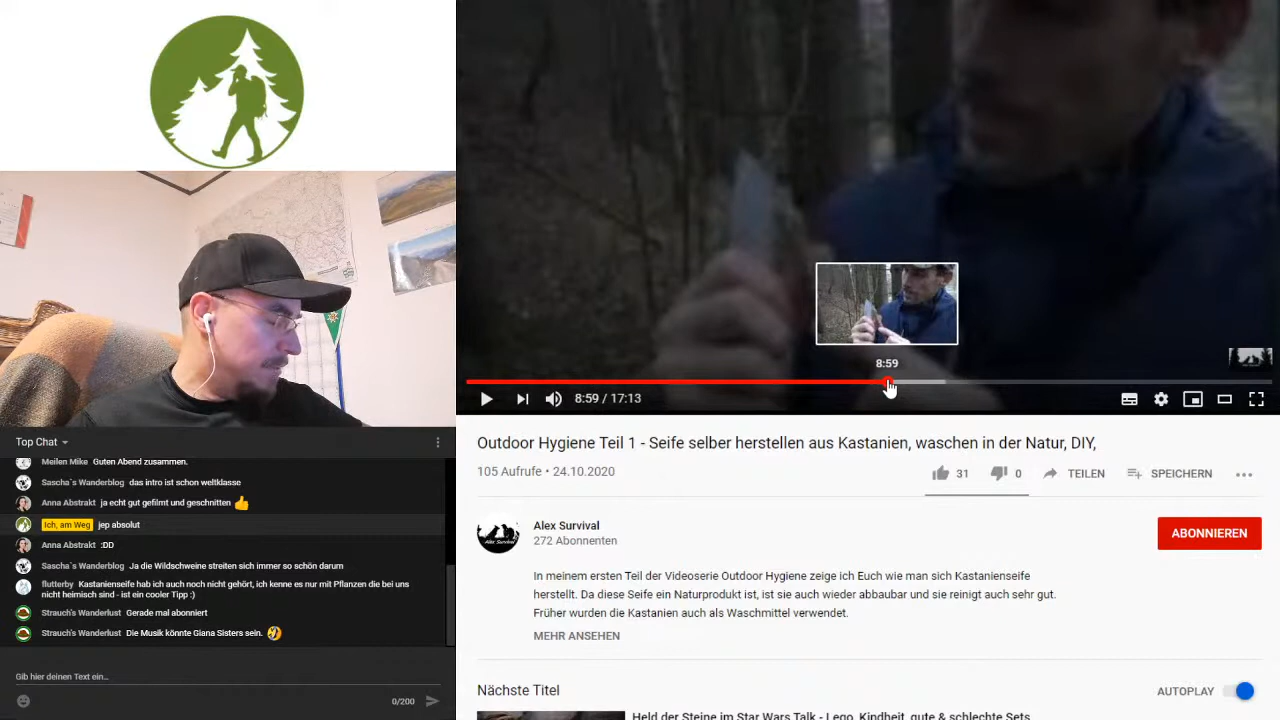 Top Chat
Meilen Mike Guten Abend zusammen.
Sascha`s Wanderblog das intro ist schon weltklasse
Anna Abstrakt ja echt gut gefilmt und geschnitten 👍
Ich, am Weg jep absolut
Anna Abstrakt :DD
Sascha`s Wanderblog Ja die Wildschweine streiten sich immer so schön darum
flutterby Kastanienseife hab ich auch noch nicht gehört, ich kenne es nur mit Pflanzen die bei uns
nicht heimisch sind - ist ein cooler Tipp :)
Strauch's Wanderlust Gerade mal abonniert
Strauch's Wanderlust Die Musik könnte Giana Sisters sein. 🤣
Gib hier deinen Text ein...
0/200
8:59
8:59 / 17:13
Outdoor Hygiene Teil 1 - Seife selber herstellen aus Kastanien, waschen in der Natur, DIY,
105 Aufrufe • 24.10.2020
31
0
TEILEN
SPEICHERN
Alex Survival
272 Abonnenten
ABONNIEREN
In meinem ersten Teil der Videoserie Outdoor Hygiene zeige ich Euch wie man sich Kastanienseife
herstellt. Da diese Seife ein Naturprodukt ist, ist sie auch wieder abbaubar und sie reinigt auch sehr gut.
Früher wurden die Kastanien auch als Waschmittel verwendet.
MEHR ANSEHEN
Nächste Titel
AUTOPLAY
Held der Steine im Star Wars Talk - Lego, Kindheit, gute & schlechte Sets